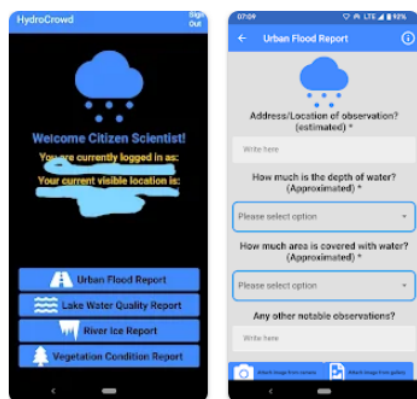 HydroCrowd
Sign Out
Welcome Citizen Scientist!
You are currently logged in as:
Your current visible location is:
Urban Flood Report
Lake Water Quality Report
River Ice Report
Vegetation Condition Report
07:09
LTE 92%
Urban Flood Report
Address/Location of observation?
(estimated) *
Write here
How much is the depth of water?
(Approximated) *
Please select option
How much area is covered with water?
(Approximated) *
Please select option
Any other notable observations?
Write here
Attach image from camera
Attach image from gallery